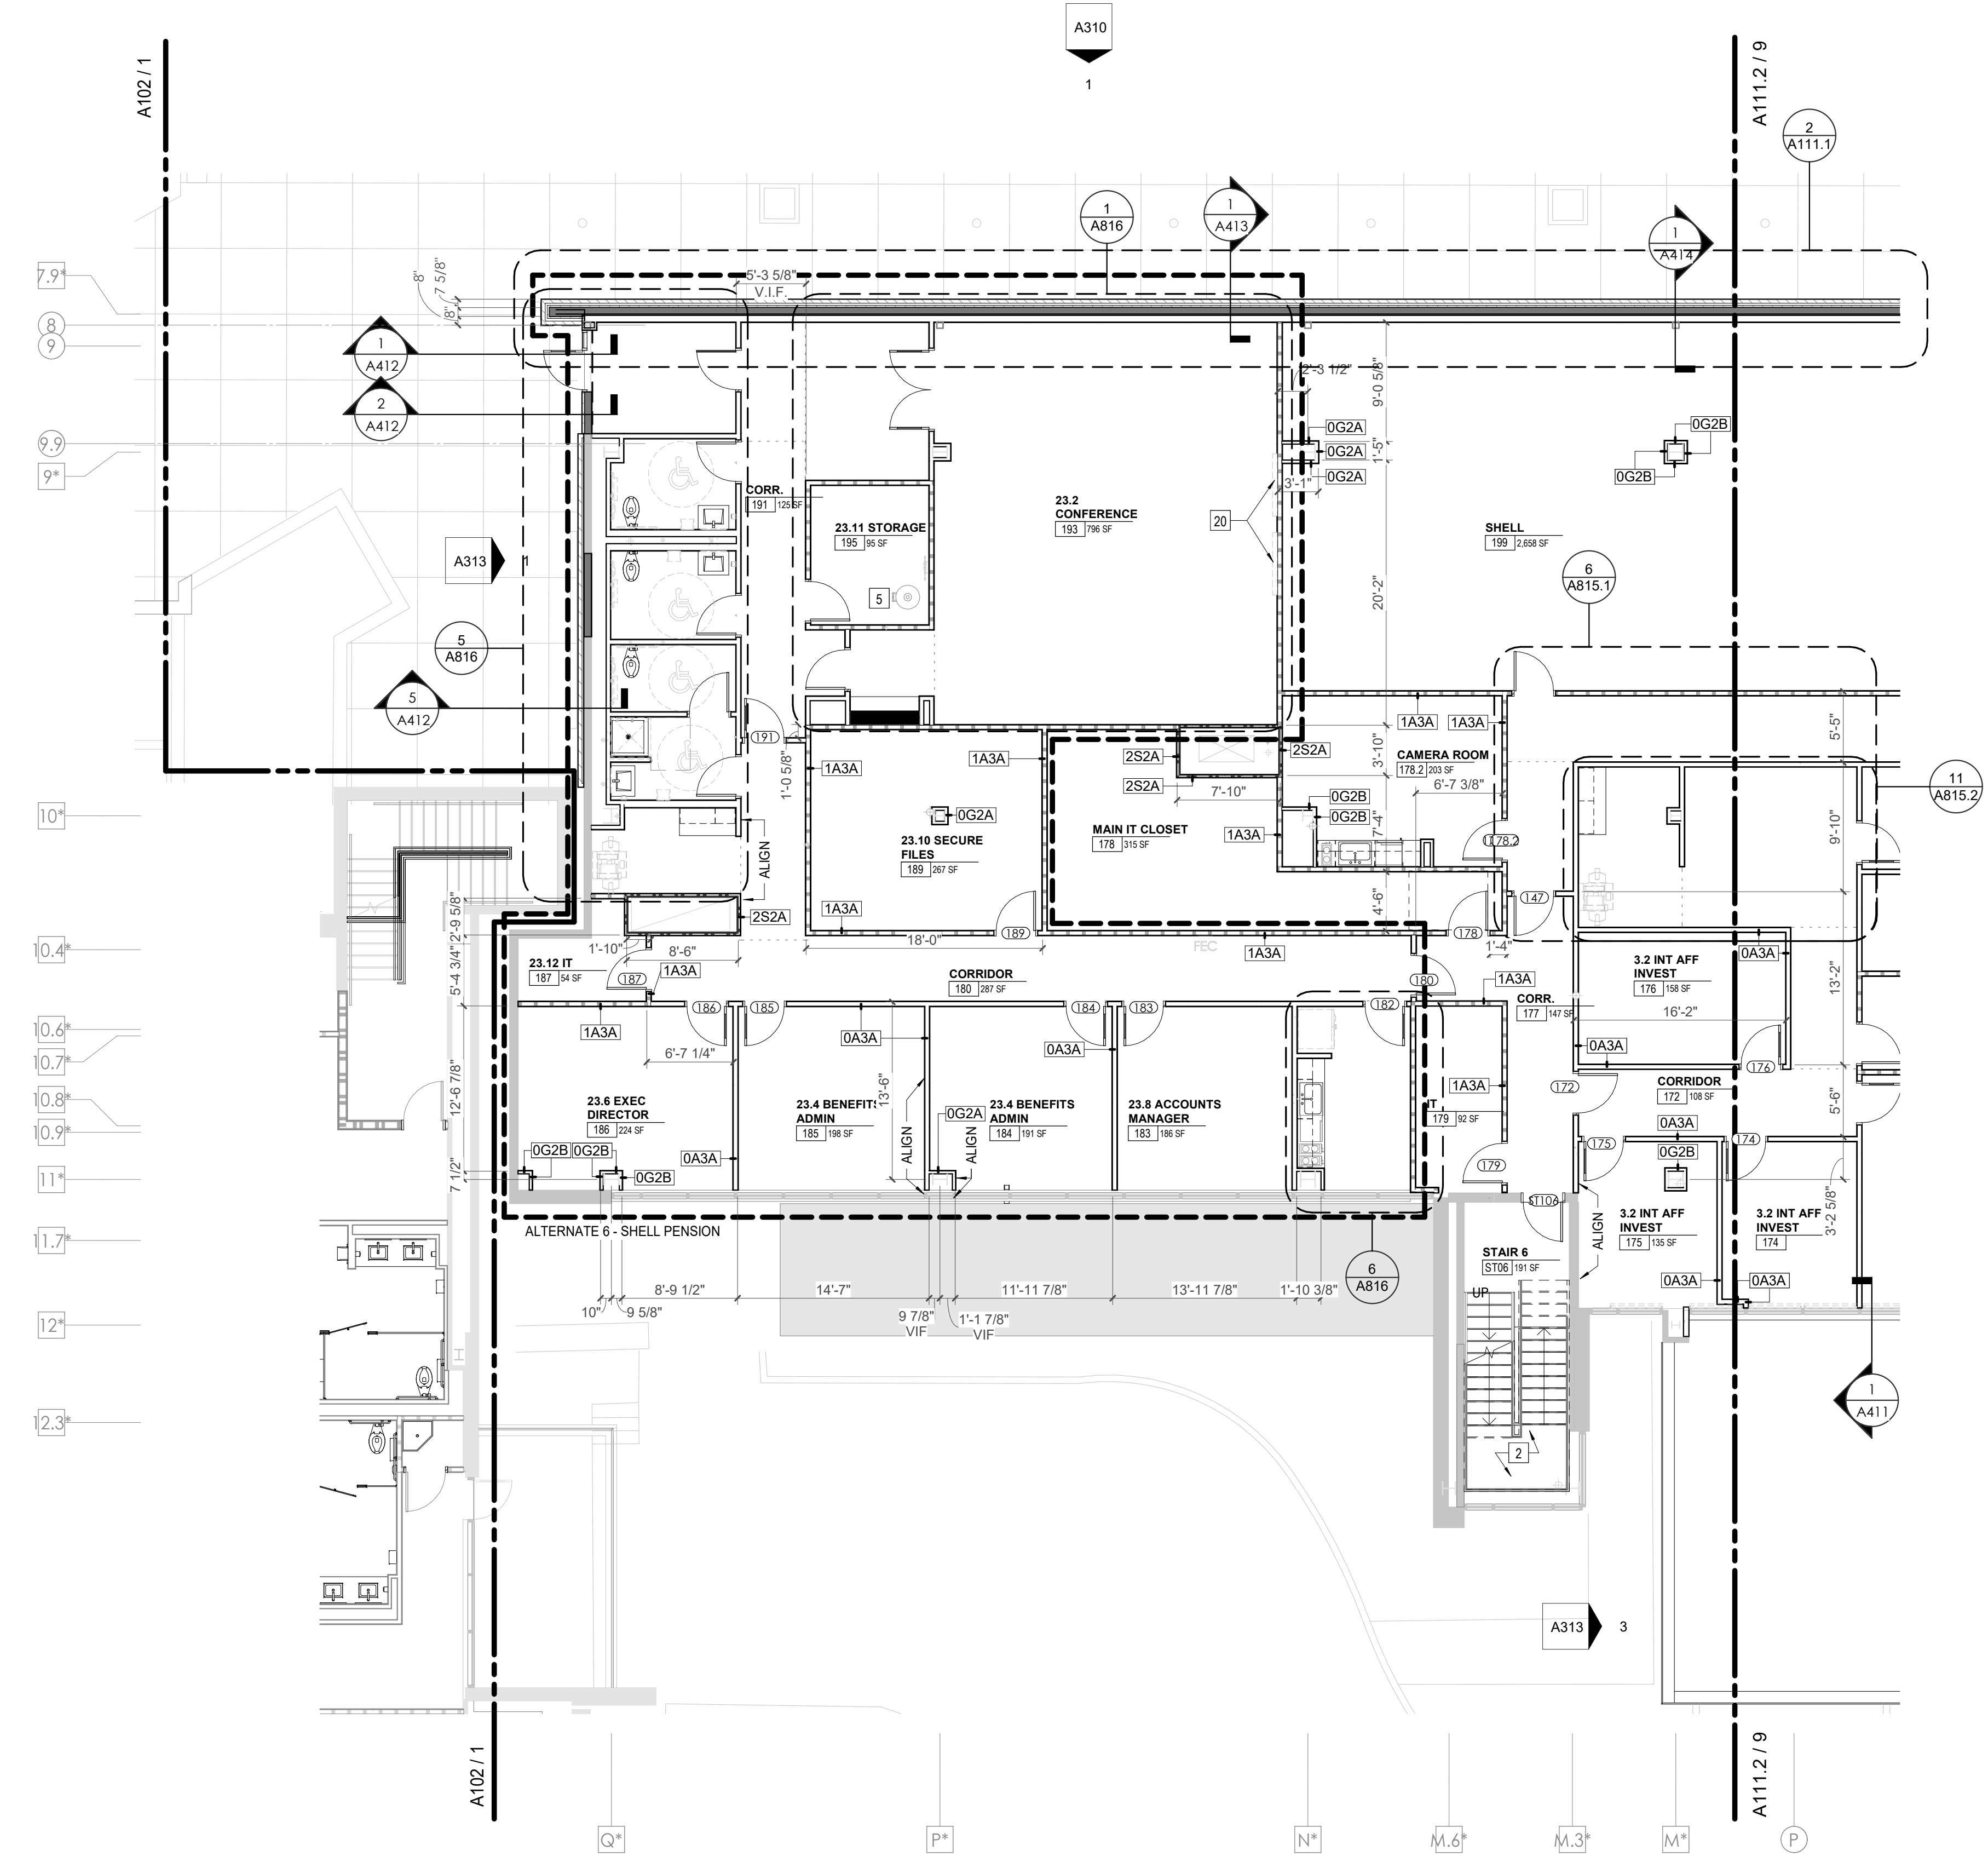 A310
1
A102 / 1
A111.2 / 9
2
A111.1
1
A816
1
A413
1
A414
7.9*
8
9
9.9
9*
8"
7 5/8"
8"
5'-3 5/8"
V.I.F.
1
A412
2
A412
2'-3 1/2"
9'-0 5/8"
1'-5"
0G2A
0G2A
0G2A
3'-1"
0G2B
0G2B
CORR.
191 125 SF
23.11 STORAGE
195 95 SF
23.2
CONFERENCE
193 796 SF
20
SHELL
199 2,658 SF
A313
1
5
6
A815.1
20'-2"
5
A816
5
A412
191
1'-0 5/8"
1A3A
1A3A
2S2A
2S2A
2S2A
7'-10"
3'-10"
1A3A
1A3A
CAMERA ROOM
178.2 203 SF
6'-7 3/8"
5'-5"
11
A815.2
10*
0G2A
23.10 SECURE
FILES
189 267 SF
MAIN IT CLOSET
178 315 SF
1A3A
0G2B
0G2B
7'-4"
178.2
9'-10"
ALIGN
1A3A
2S2A
189
18'-0"
4'-6"
147
178
FEC
1A3A
1'-4"
10.4*
2'-9 5/8"
5'-4 3/4"
1'-10"
8'-6"
23.12 IT
187 54 SF
187
1A3A
CORRIDOR
180 287 SF
180
1A3A
CORR.
177 147 SF
3.2 INT AFF
INVEST
176 158 SF
0A3A
13'-2"
16'-2"
10.6*
10.7*
10.8*
10.9*
11*
11.7*
12*
12.3*
1A3A
186
185
184
183
182
6'-7 1/4"
0A3A
0A3A
13'-6"
12'-6 7/8"
7 1/2"
23.6 EXEC
DIRECTOR
186 224 SF
23.4 BENEFITS
ADMIN
185 198 SF
0G2A
23.4 BENEFITS
ADMIN
184 191 SF
23.8 ACCOUNTS
MANAGER
183 186 SF
ALIGN
ALIGN
0G2B
0G2B
0G2B
0A3A
1A3A
IT
179 92 SF
179
0A3A
176
172
CORRIDOR
172 108 SF
5'-6"
0A3A
175
174
0G2B
ST106
ALIGN
3.2 INT AFF
INVEST
175 135 SF
3.2 INT AFF
INVEST
174
3'-2 5/8"
0A3A
0A3A
ALTERNATE 6 - SHELL PENSION
STAIR 6
ST06 191 SF
UP
6
A816
8'-9 1/2"
14'-7"
11'-11 7/8"
13'-11 7/8"
1'-10 3/8"
10"
9 5/8"
9 7/8"
VIF
1'-1 7/8"
VIF
1
A411
2
A313
3
A102 / 1
A111.2 / 9
Q*
P*
N*
M.6*
M.3*
M*
P